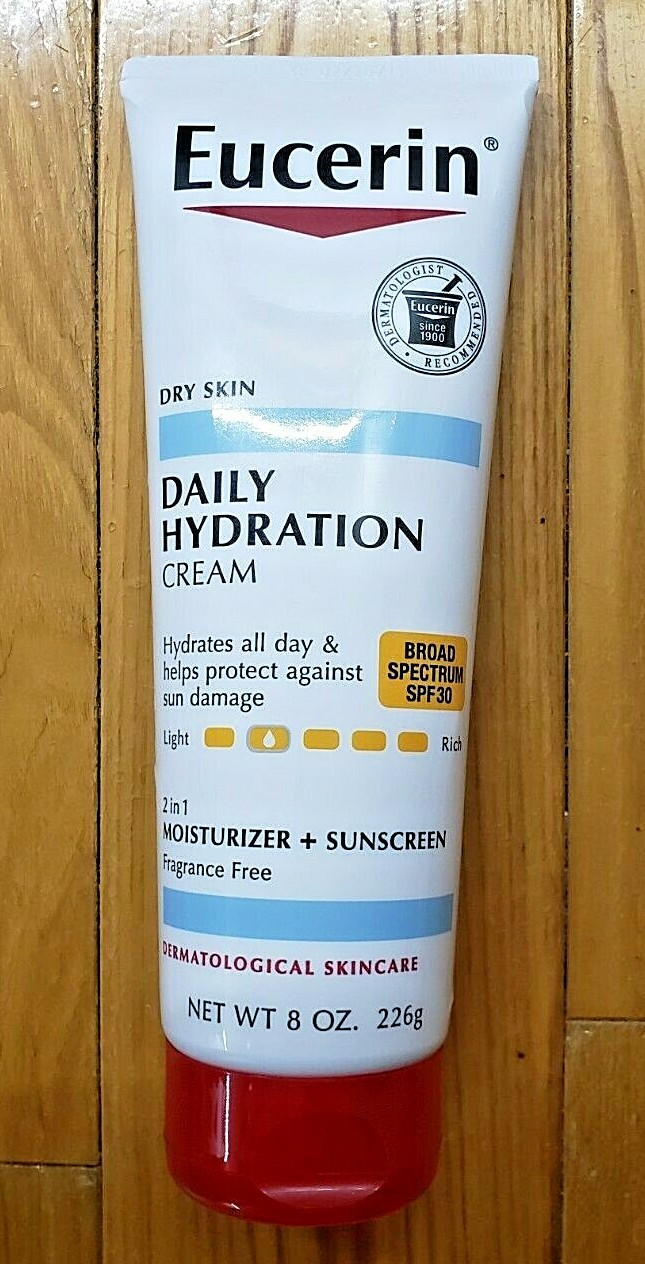 Eucerin®
DERMATOLOGIST RECOMMENDED
Eucerin
since
1900
DRY SKIN
DAILY
HYDRATION
CREAM
Hydrates all day &
helps protect against
sun damage
BROAD
SPECTRUM
SPF30
Light
Rich
2 in 1
MOISTURIZER + SUNSCREEN
Fragrance Free
DERMATOLOGICAL SKINCARE
NET WT 8 OZ. 226g